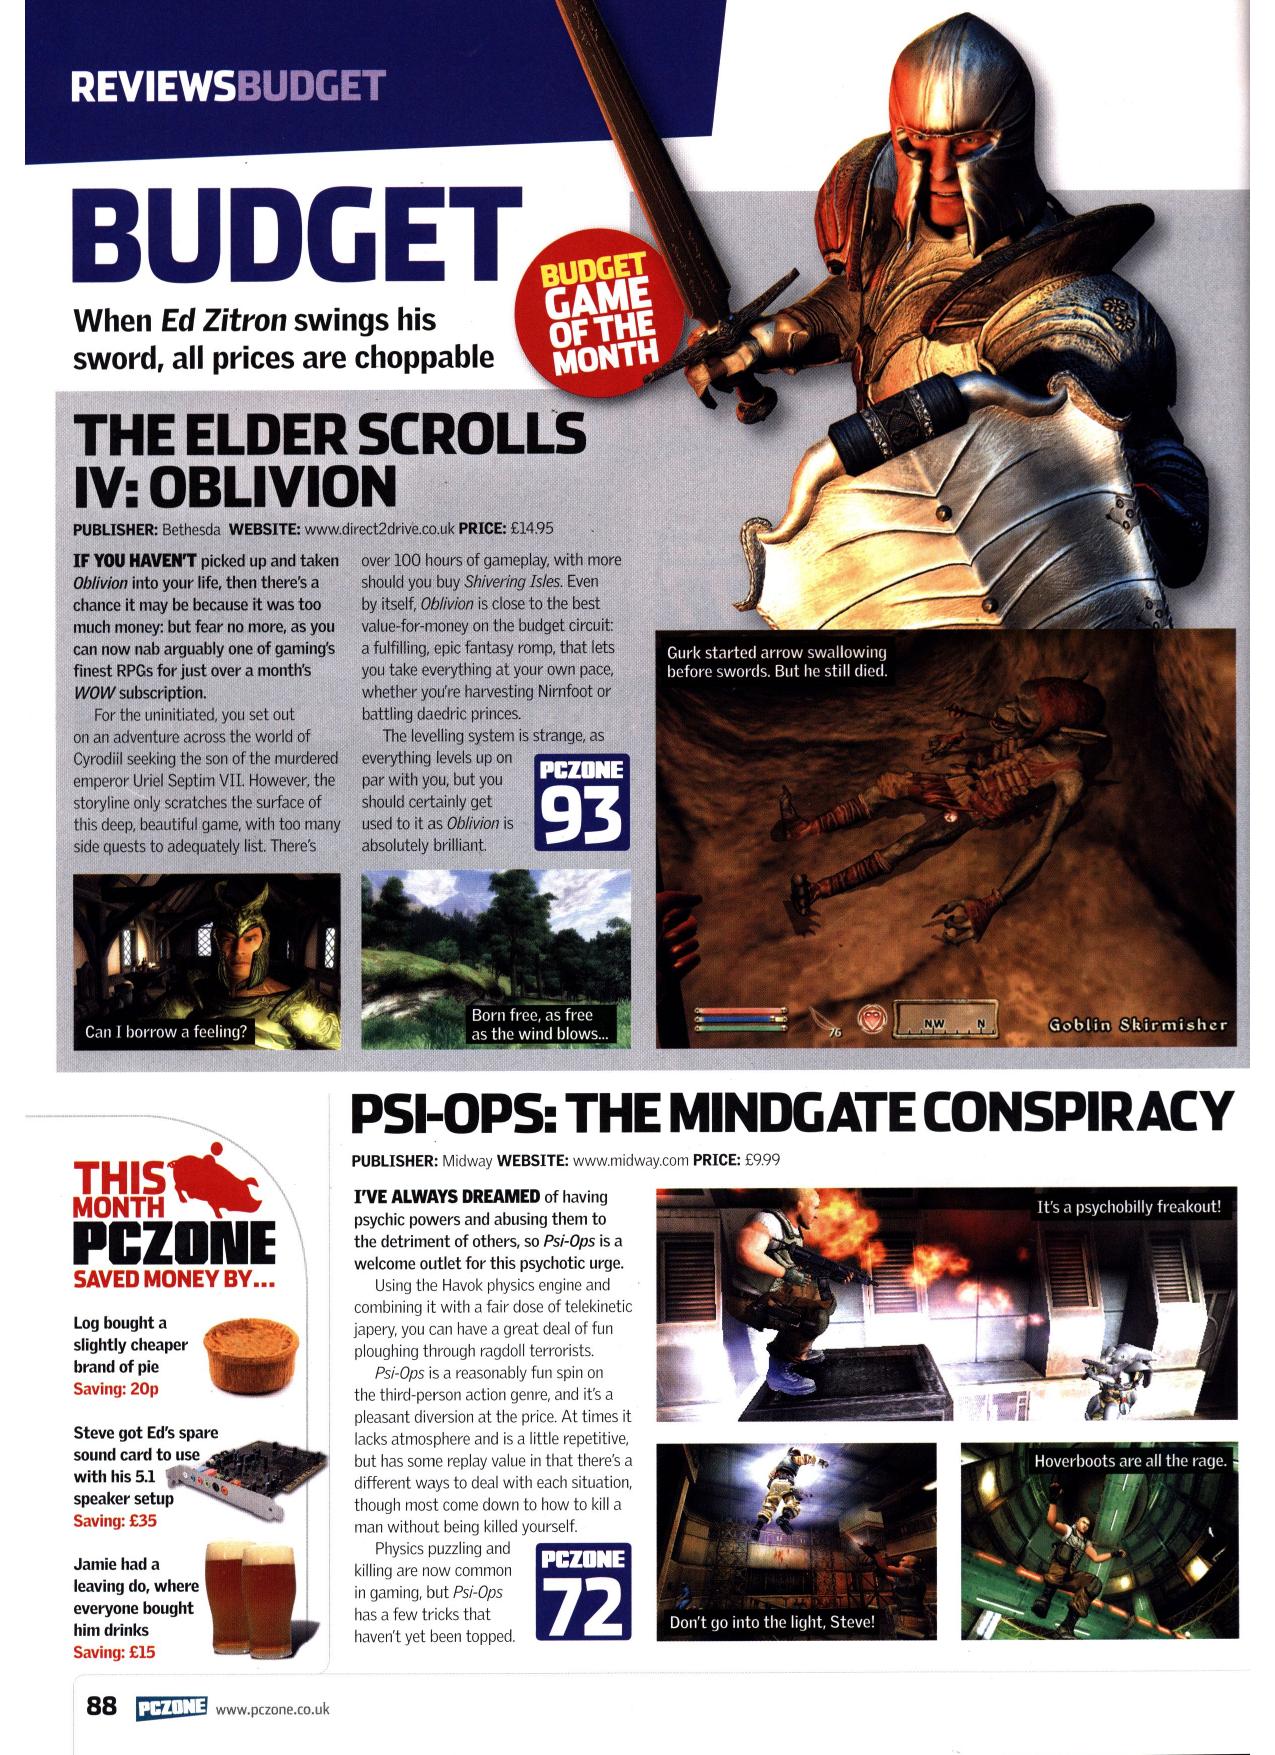 REVIEWSBUDGET
BUDGET
When Ed Zitron swings his
sword, all prices are choppable
BUDGET
GAME
OF THE
MONTH
THE ELDER SCROLLS
IV: OBLIVION
PUBLISHER: Bethesda WEBSITE: www.direct2drive.co.uk PRICE: £14.95
IF YOU HAVEN'T picked up and taken
Oblivion into your life, then there's a
chance it may be because it was too
much money: but fear no more, as you
can now nab arguably one of gaming's
finest RPGs for just over a month's
WOW subscription.
For the uninitiated, you set out
on an adventure across the world of
Cyrodiil seeking the son of the murdered
emperor Uriel Septim VII. However, the
storyline only scratches the surface of
this deep, beautiful game, with too many
side quests to adequately list. There's
over 100 hours of gameplay, with more
should you buy Shivering Isles. Even
by itself, Oblivion is close to the best
value-for-money on the budget circuit:
a fulfilling, epic fantasy romp, that lets
you take everything at your own pace,
whether you're harvesting Nirnfoot or
battling daedric princes.
The levelling system is strange, as
everything levels up on
par with you, but you
should certainly get
used to it as Oblivion is
absolutely brilliant.
PCZONE
93
Gurk started arrow swallowing
before swords. But he still died.
76
NW N
Goblin Skirmisher
Can I borrow a feeling?
Born free, as free
as the wind blows...
THIS
MONTH
PCZONE
SAVED MONEY BY...
Log bought a
slightly cheaper
brand of pie
Saving: 20p
Steve got Ed's spare
sound card to use
with his 5.1
speaker setup
Saving: £35
Jamie had a
leaving do, where
everyone bought
him drinks
Saving: £15
PSI-OPS: THE MINDGATE CONSPIRACY
PUBLISHER: Midway WEBSITE: www.midway.com PRICE: £9.99
I'VE ALWAYS DREAMED of having
psychic powers and abusing them to
the detriment of others, so Psi-Ops is a
welcome outlet for this psychotic urge.
Using the Havok physics engine and
combining it with a fair dose of telekinetic
japery, you can have a great deal of fun
ploughing through ragdoll terrorists.
Psi-Ops is a reasonably fun spin on
the third-person action genre, and it's a
pleasant diversion at the price. At times it
lacks atmosphere and is a little repetitive,
but has some replay value in that there's a
different ways to deal with each situation,
though most come down to how to kill a
man without being killed yourself.
Physics puzzling and
killing are now common
in gaming, but Psi-Ops
has a few tricks that
haven't yet been topped.
PCZONE
72
It's a psychobilly freakout!
Don't go into the light, Steve!
Hoverboots are all the rage.
88 PCZONE www.pczone.co.uk